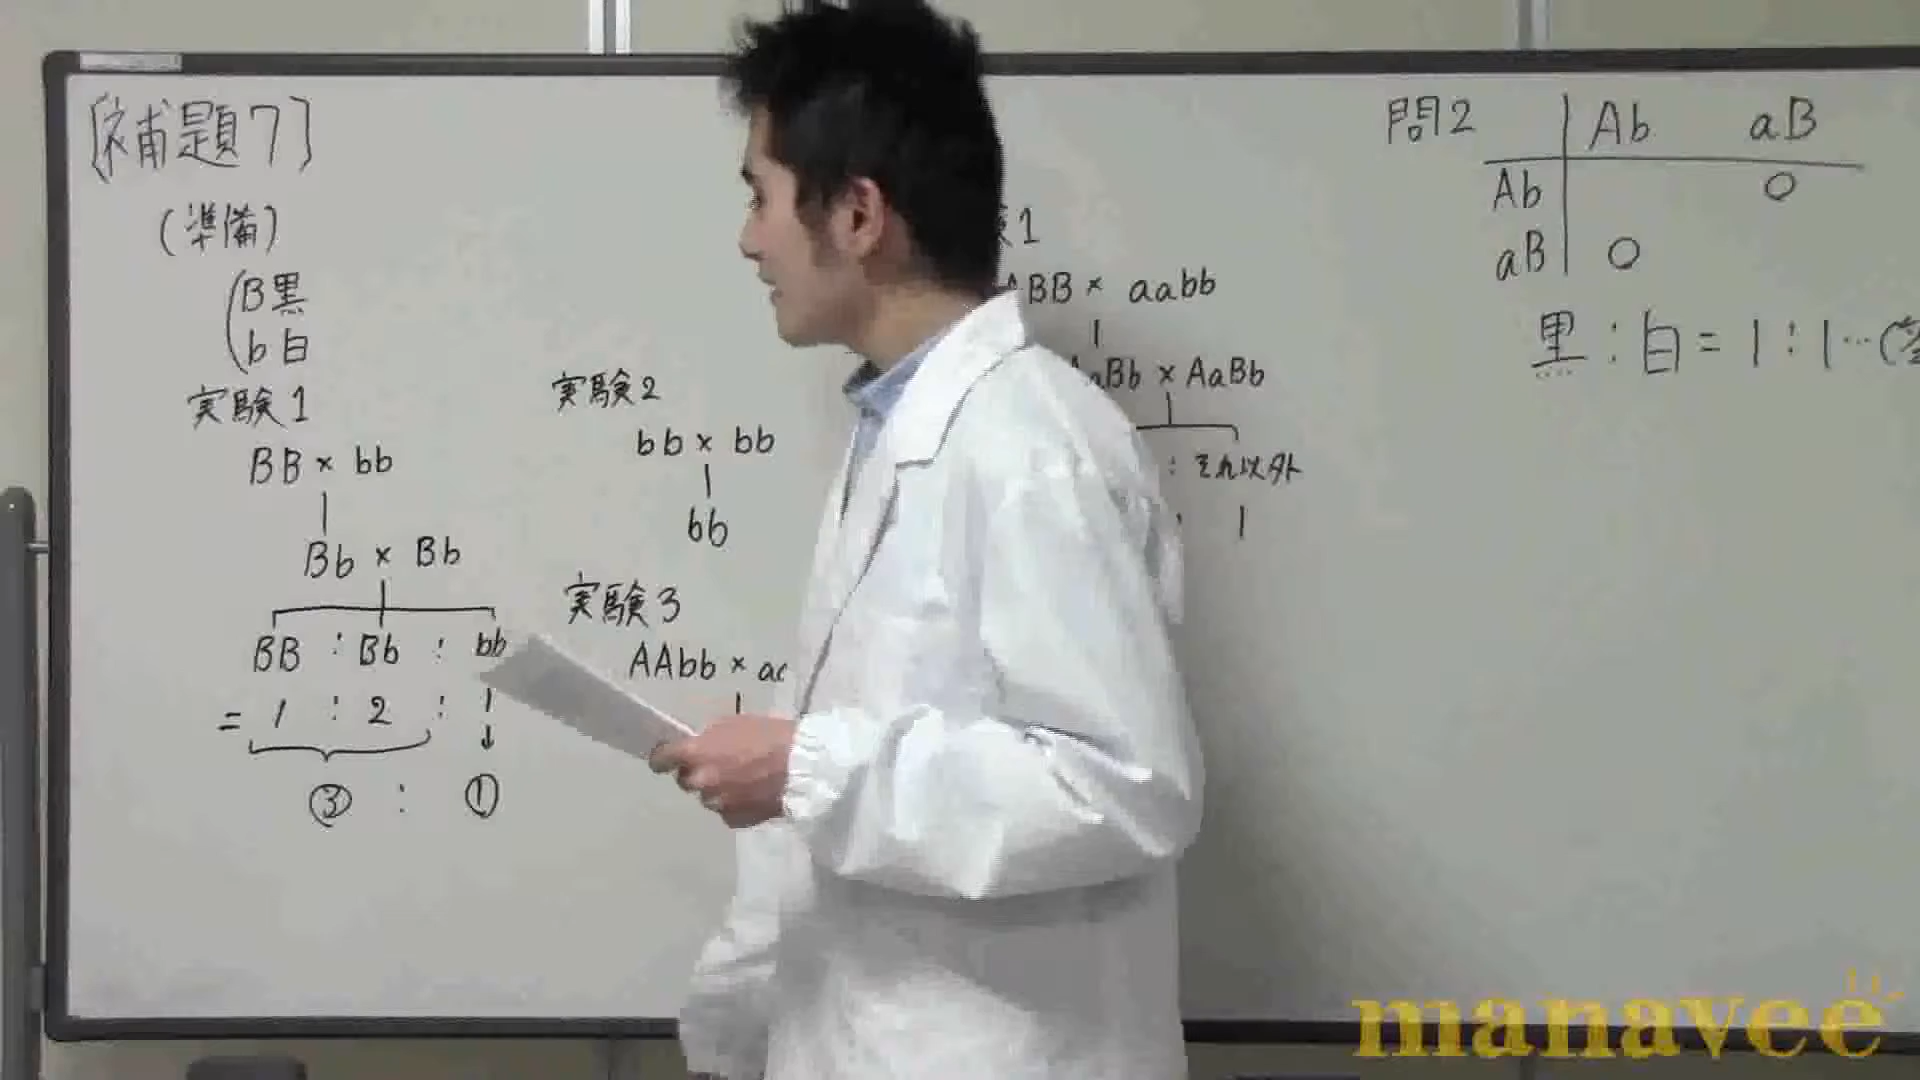 [補題7]
(準備)
B黒
b白
実験1
BB × bb
Bb × Bb
BB : Bb : bb
= 1 : 2 : 1
③ : ①
実験2
bb × bb
bb
実験3
AAbb ×
1
ABB × aabb
AaBb × AaBb
: それ以外
: 1
問2
Ab aB
Ab ○
aB ○
黒 : 白 = 1 : 1 …
manavee